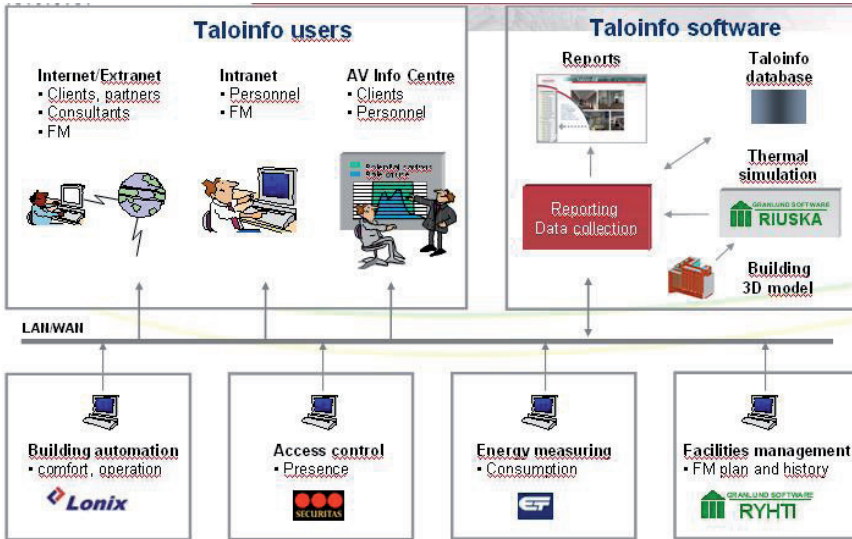 Taloinfo users
Internet/Extranet
▪ Clients, partners
▪ Consultants
▪ FM
Intranet
▪ Personnel
▪ FM
AV Info Centre
▪ Clients
▪ Personnel
Taloinfo software
Reports
Taloinfo
database
Reporting
Data collection
Thermal
simulation
GRANLUND SOFTWARE
RIUSKA
Building
3D model
LAN/WAN
Building automation
▪ comfort, operation
Lonix
Access control
▪ Presence
SECURITAS
Energy measuring
▪ Consumption
Facilities management
▪ FM plan and history
GRANLUND SOFTWARE
RYHTI